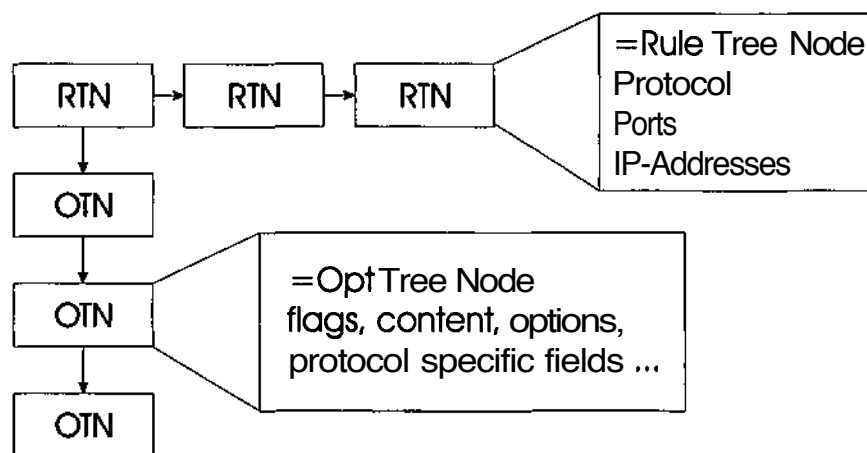 RTN
RTN
RTN
=Rule Tree Node
Protocol
Ports
IP-Addresses
OTN
OTN
=Opt Tree Node
flags, content, options,
protocol specific fields ...
OTN